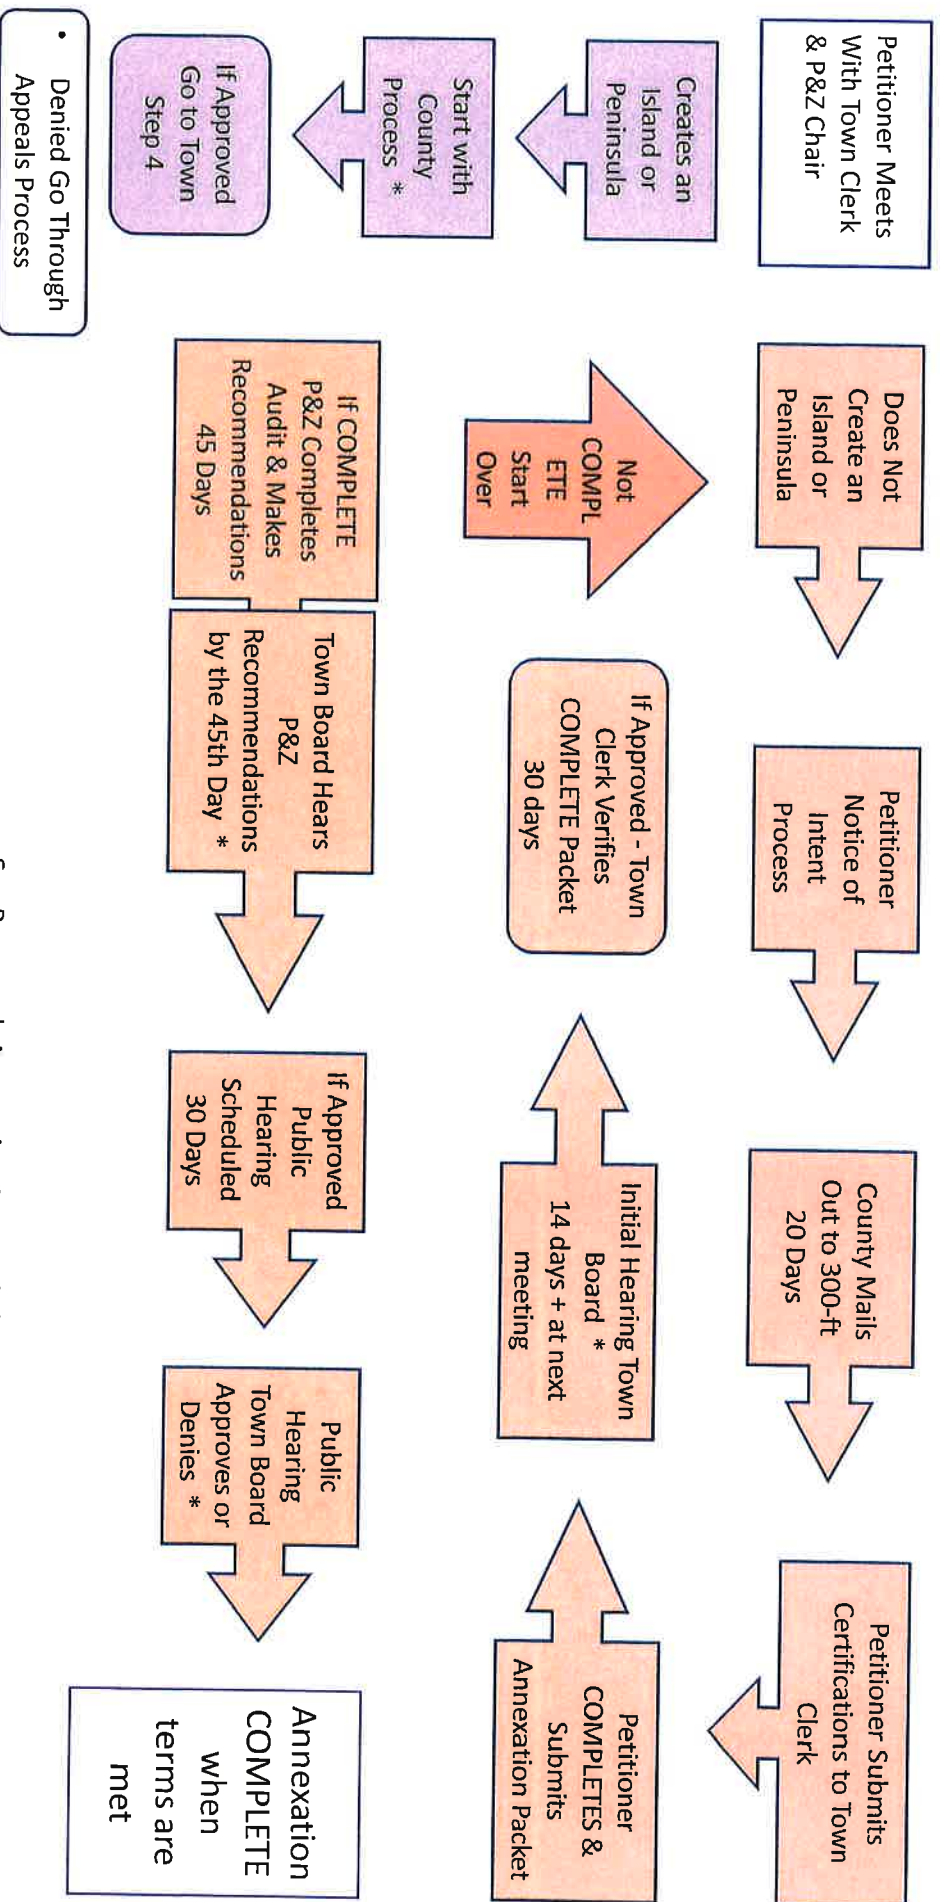 Petitioner Meets
With Town Clerk
& P&Z Chair
Does Not
Create an
Island or
Peninsula
Petitioner
Notice of
Intent
Process
County Mails
Out to 300-ft
20 Days
Petitioner Submits
Certifications to Town
Clerk
Creates an
Island or
Peninsula
Not
COMPL
ETE
Start
Over
If Approved - Town
Clerk Verifies
COMPLETE Packet
30 days
Initial Hearing Town
Board *
14 days + at next
meeting
Petitioner
COMPLETES &
Submits
Annexation Packet
Start with
County
Process *
If Approved
Go to Town
Step 4
If COMPLETE
P&Z Completes
Audit & Makes
Recommendations
45 Days
Town Board Hears
P&Z
Recommendations
by the 45th Day *
If Approved
Public
Hearing
Scheduled
30 Days
Public
Hearing
Town Board
Approves or
Denies *
Annexation
COMPLETE
when
terms are
met
• Denied Go Through
Appeals Process